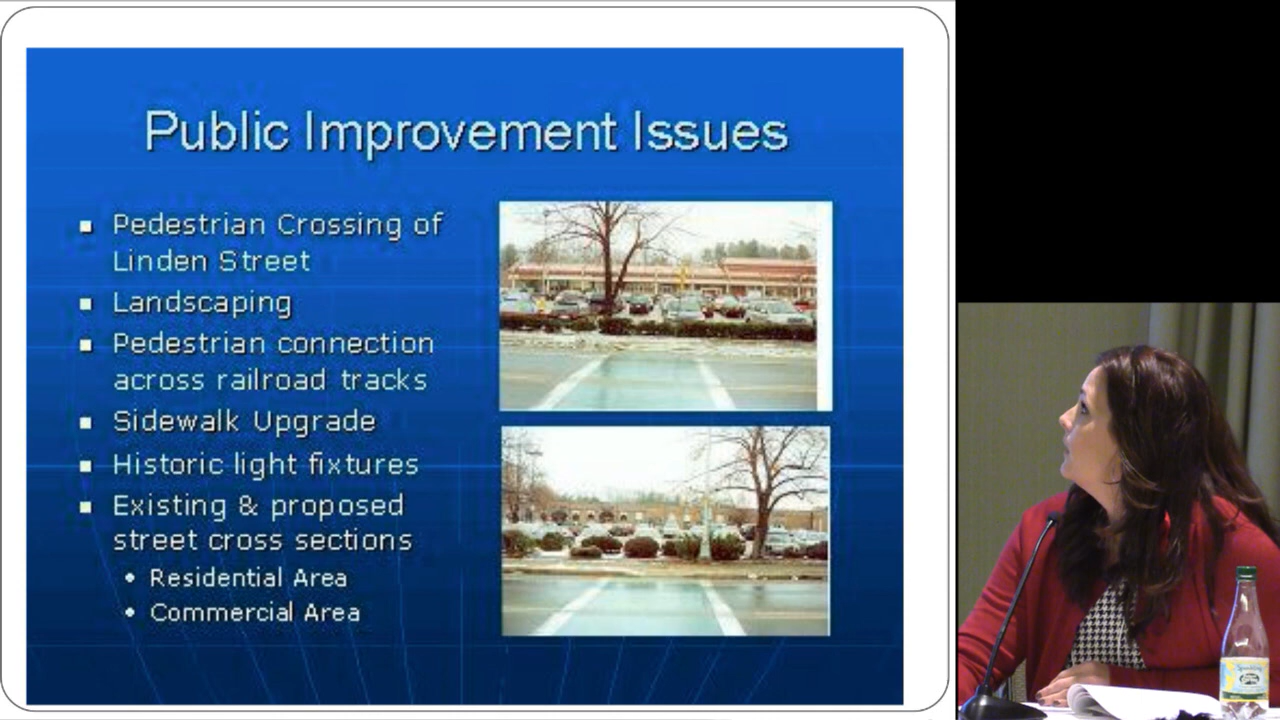 Public Improvement Issues
Pedestrian Crossing of
Linden Street
Landscaping
Pedestrian connection
across railroad tracks
Sidewalk Upgrade
Historic light fixtures
Existing & proposed
street cross sections
Residential Area
Commercial Area